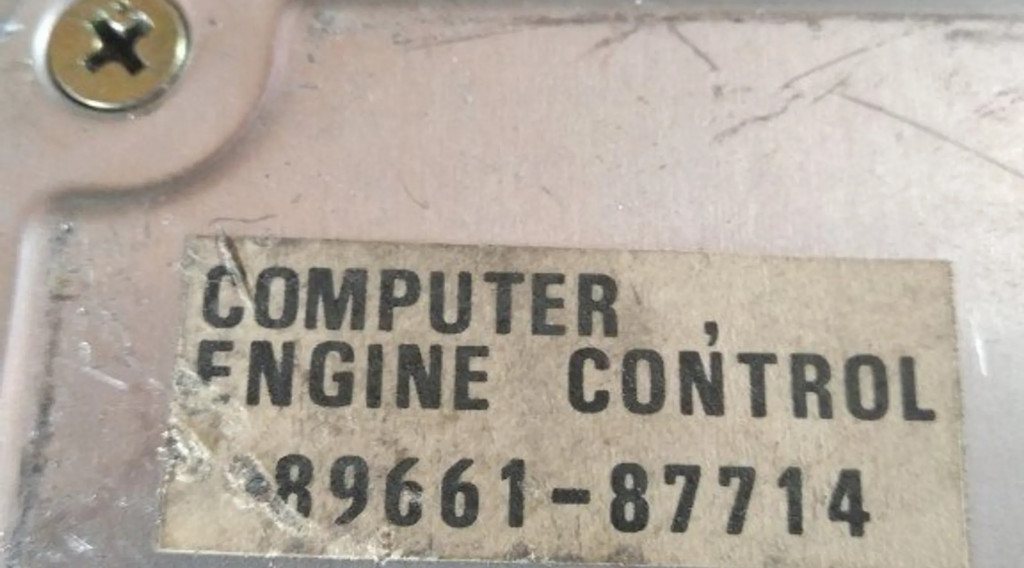 COMPUTER ,
ENGINE CONTROL
89661-87714